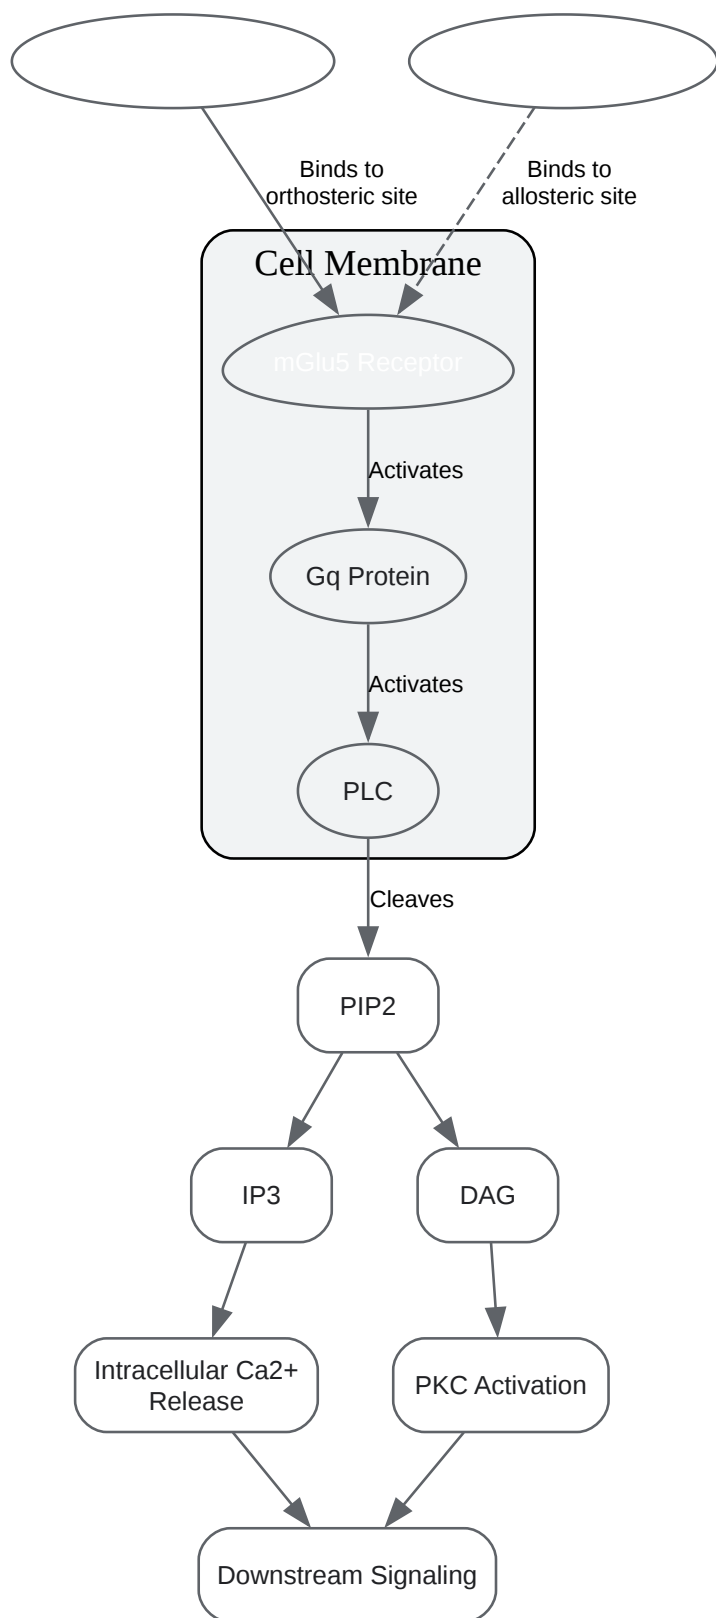 Binds to
orthosteric site
Binds to
allosteric site
Cell Membrane
mGlu5 Receptor
Activates
Gq Protein
Activates
PLC
Cleaves
PIP2
IP3
DAG
Intracellular Ca2+
Release
PKC Activation
Downstream Signaling